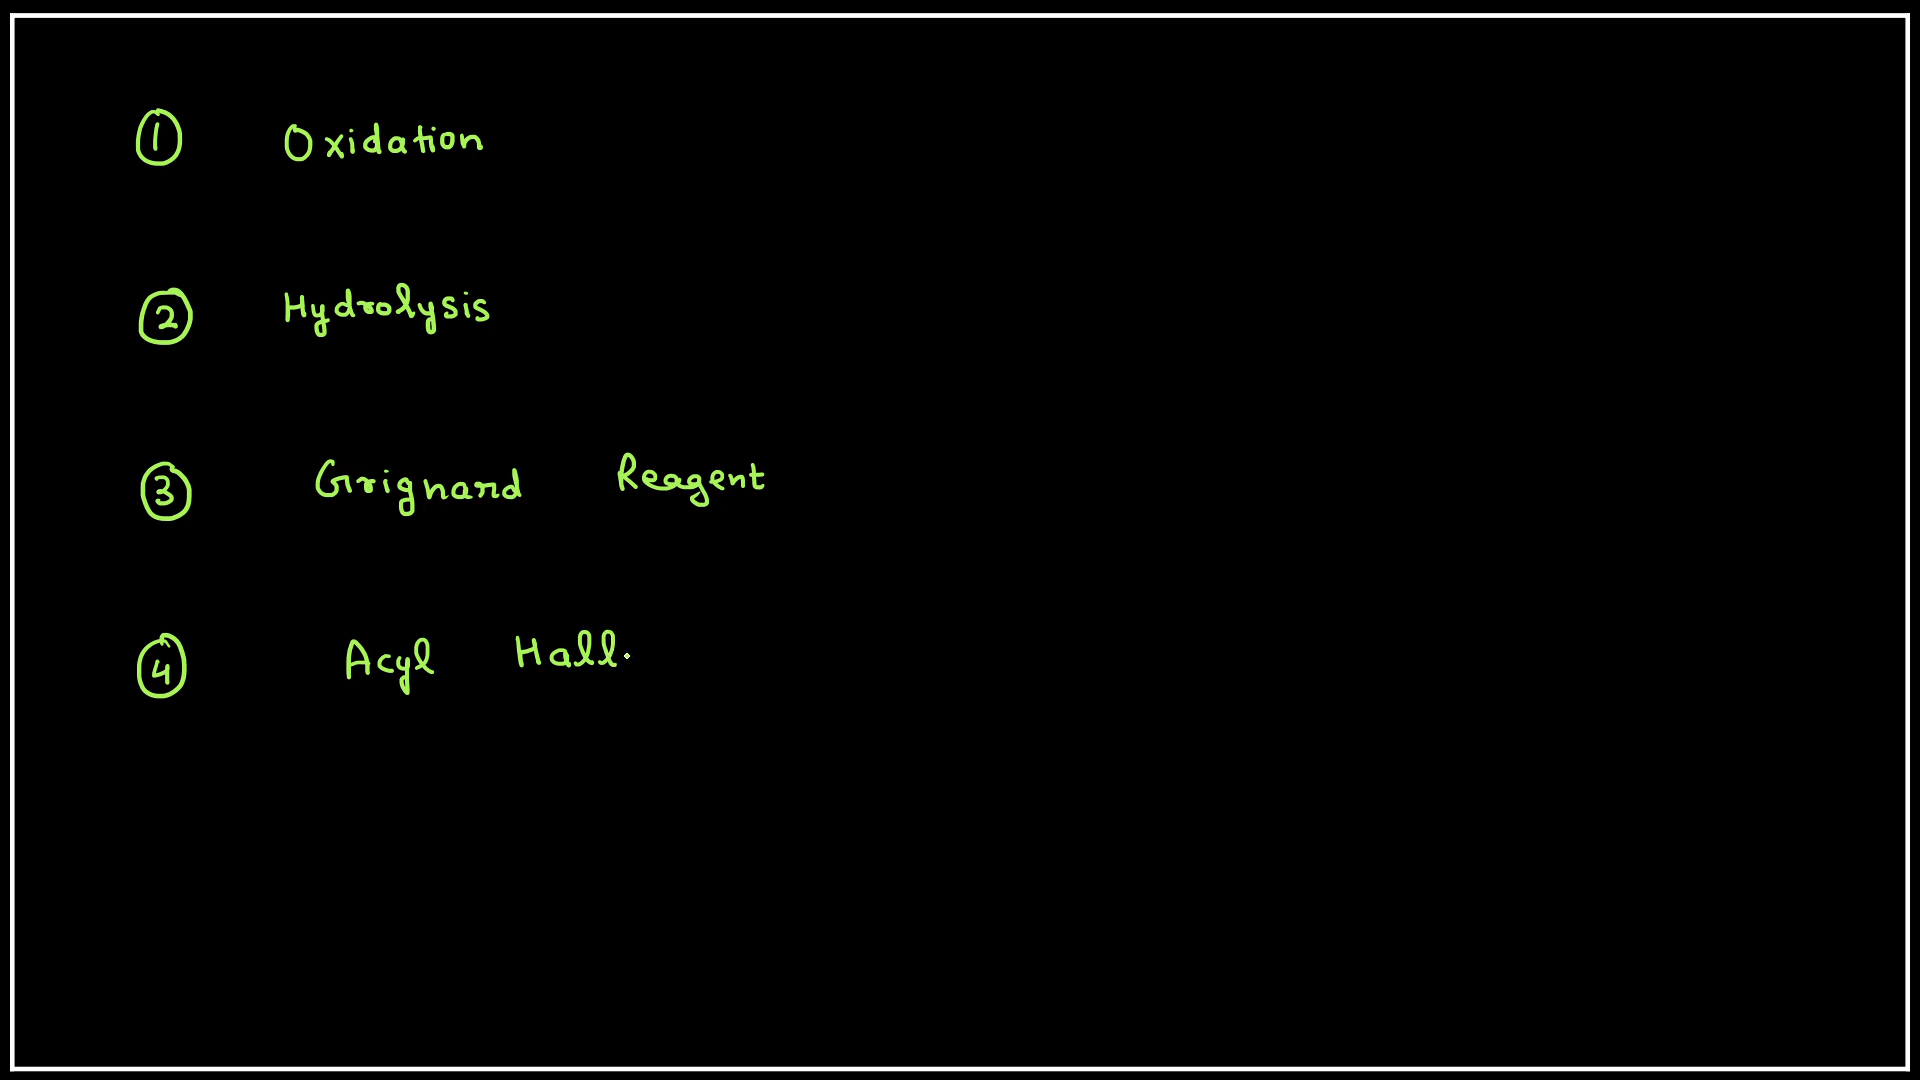 ① Oxidation
② Hydrolysis
③ Grignard Reagent
④ Acyl Hall